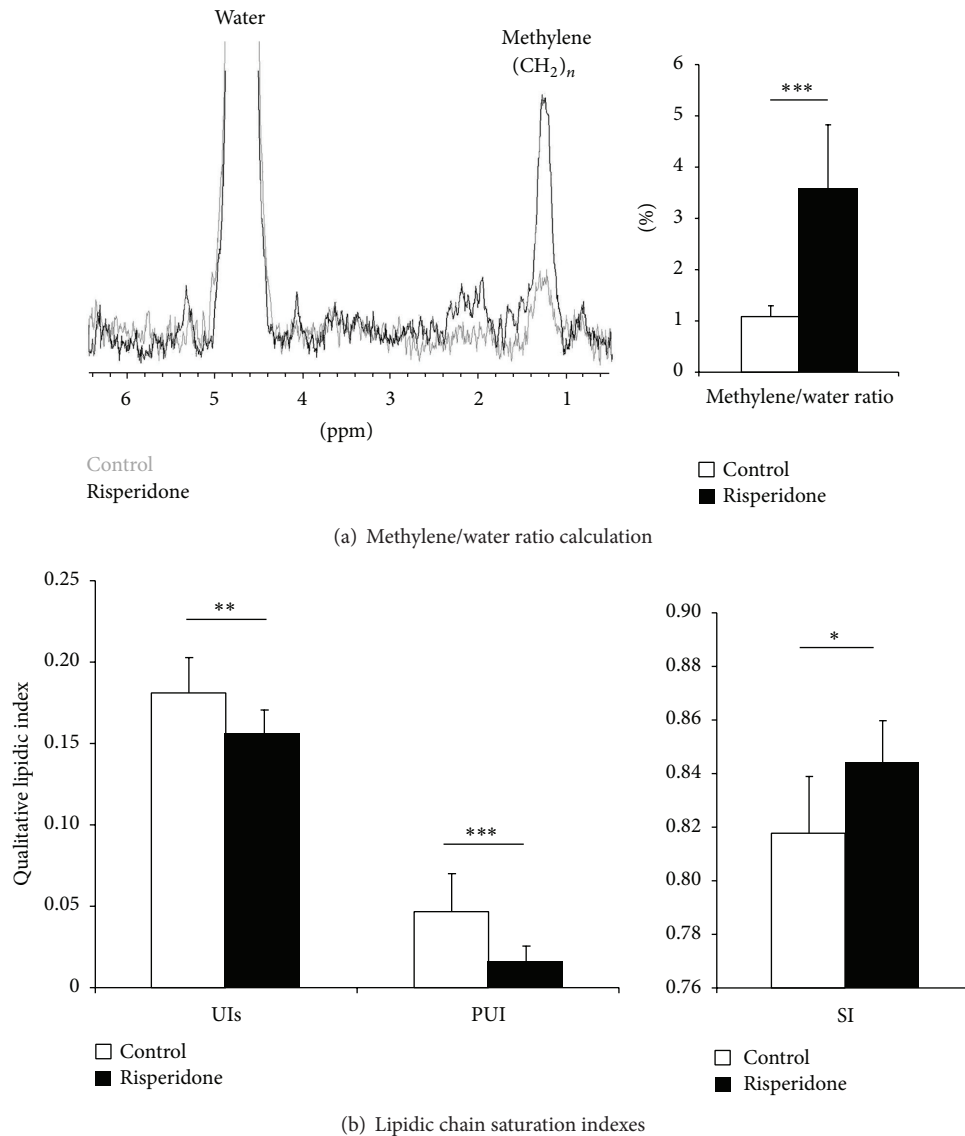 Water
Methylene
(CH2)n
6 5 4 3 2 1
(ppm)
Control
Risperidone
6
5
4
3
2
1
0
(%)
***
Methylene/water ratio
Control
Risperidone
(a) Methylene/water ratio calculation
0.25
0.20
0.15
0.10
0.05
0
Qualitative lipidic index
**
***
UIs PUI
Control
Risperidone
0.90
0.88
0.86
0.84
0.82
0.80
0.78
0.76
*
SI
Control
Risperidone
(b) Lipidic chain saturation indexes